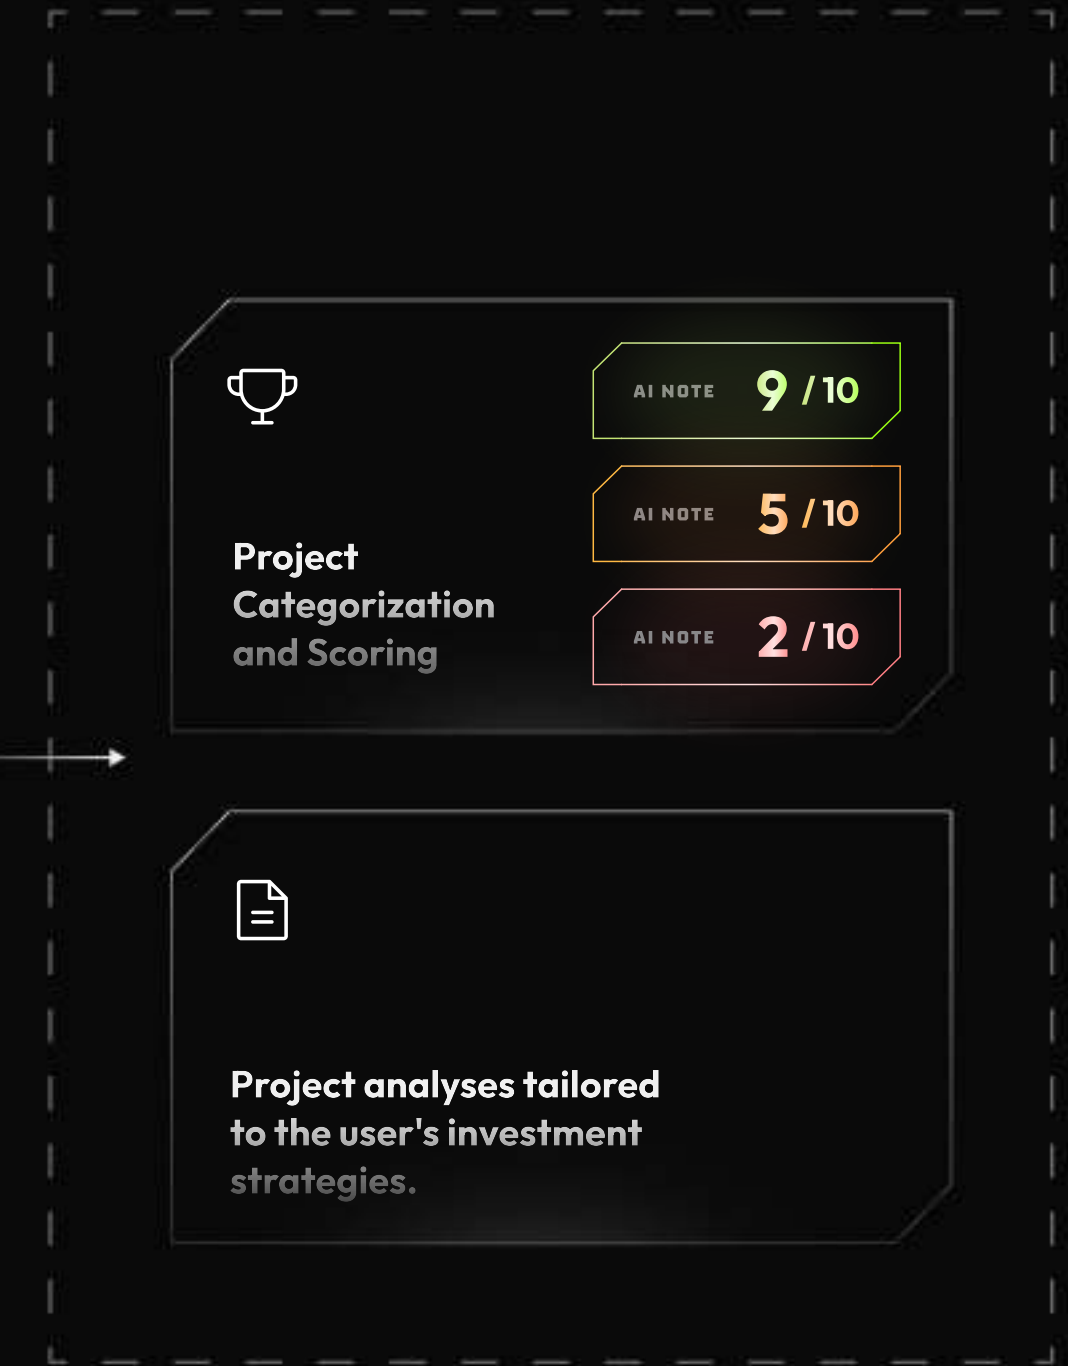 AI NOTE 9 / 10
AI NOTE 5 / 10
Project
Categorization
and Scoring
AI NOTE 2 / 10
Project analyses tailored
to the user's investment
strategies.